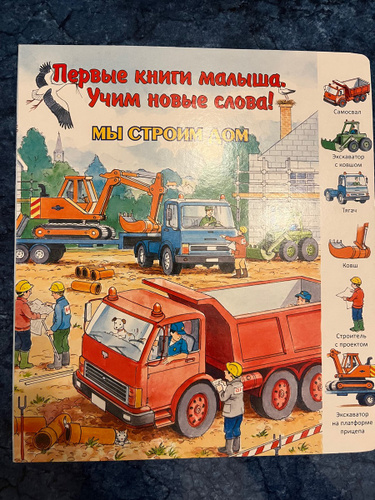 Первые книги малыша.
Учим новые слова!
МЫ СТРОИМ ДОМ
Самосвал
Экскаватор
с ковшом
Тягач
Ковш
Строитель
с проектом
Экскаватор
на платформе
прицепа